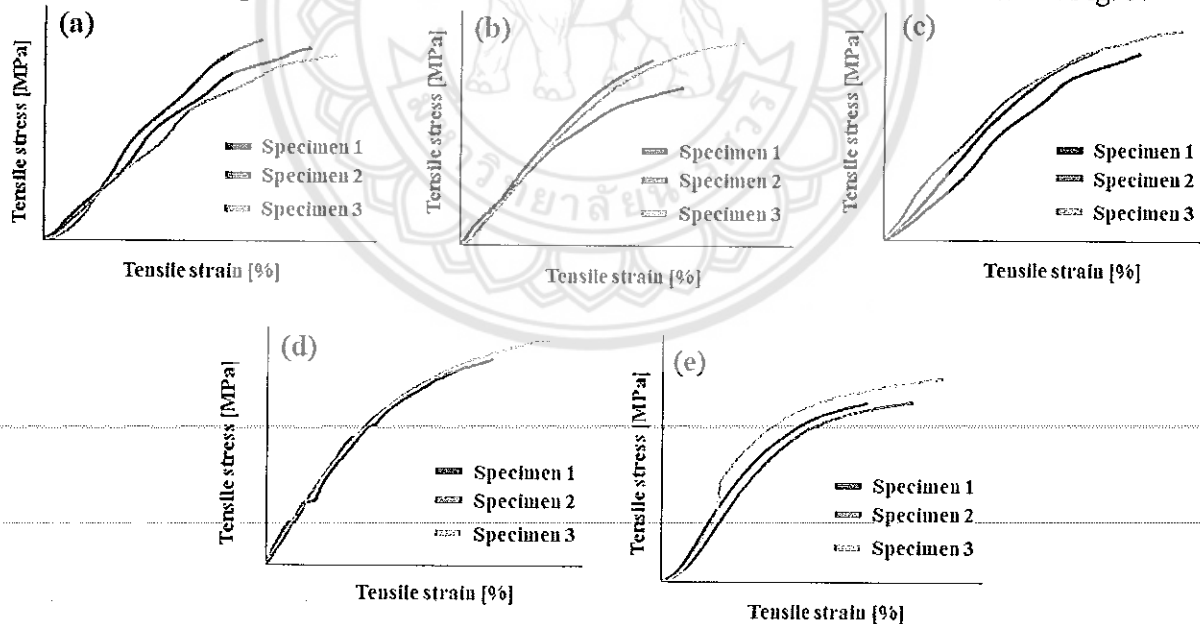 (a)
Tensile stress [MPa]
Specimen 1
Specimen 2
Specimen 3
Tensile strain [%]
(b)
Tensile stress [MPa]
Specimen 1
Specimen 2
Specimen 3
Tensile strain [%]
(c)
Tensile stress [MPa]
Specimen 1
Specimen 2
Specimen 3
Tensile strain [%]
(d)
Tensile stress [MPa]
Specimen 1
Specimen 2
Specimen 3
Tensile strain [%]
(e)
Tensile stress [MPa]
Specimen 1
Specimen 2
Specimen 3
Tensile strain [%]